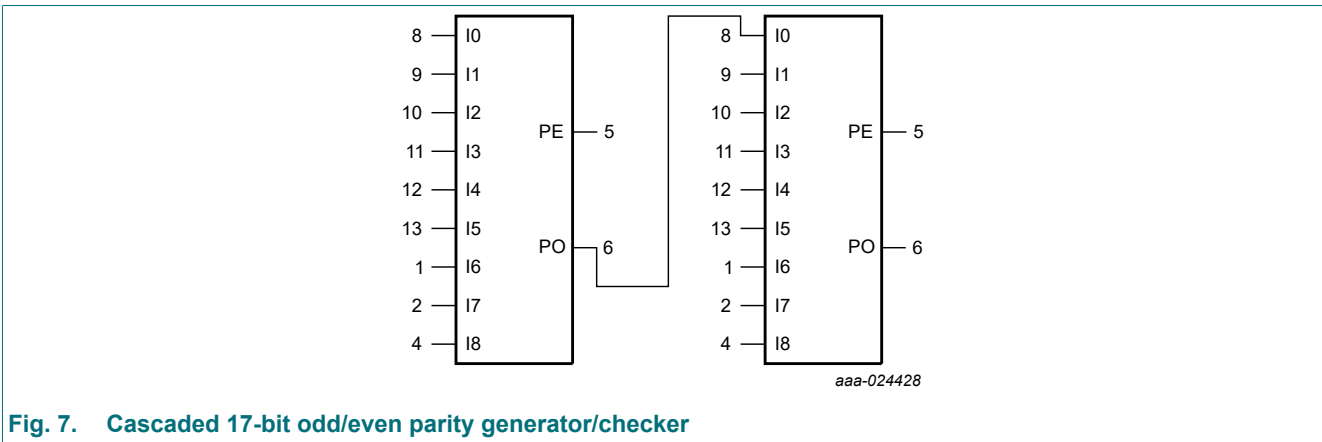 8 I0 8 I0
9 I1 9 I1
10 I2 10 I2
PE 5 PE 5
11 I3 11 I3
12 I4 12 I4
13 I5 13 I5
PO 6 PO 6
1 I6 1 I6
2 I7 2 I7
4 I8 4 I8
aaa-024428
Fig. 7. Cascaded 17-bit odd/even parity generator/checker